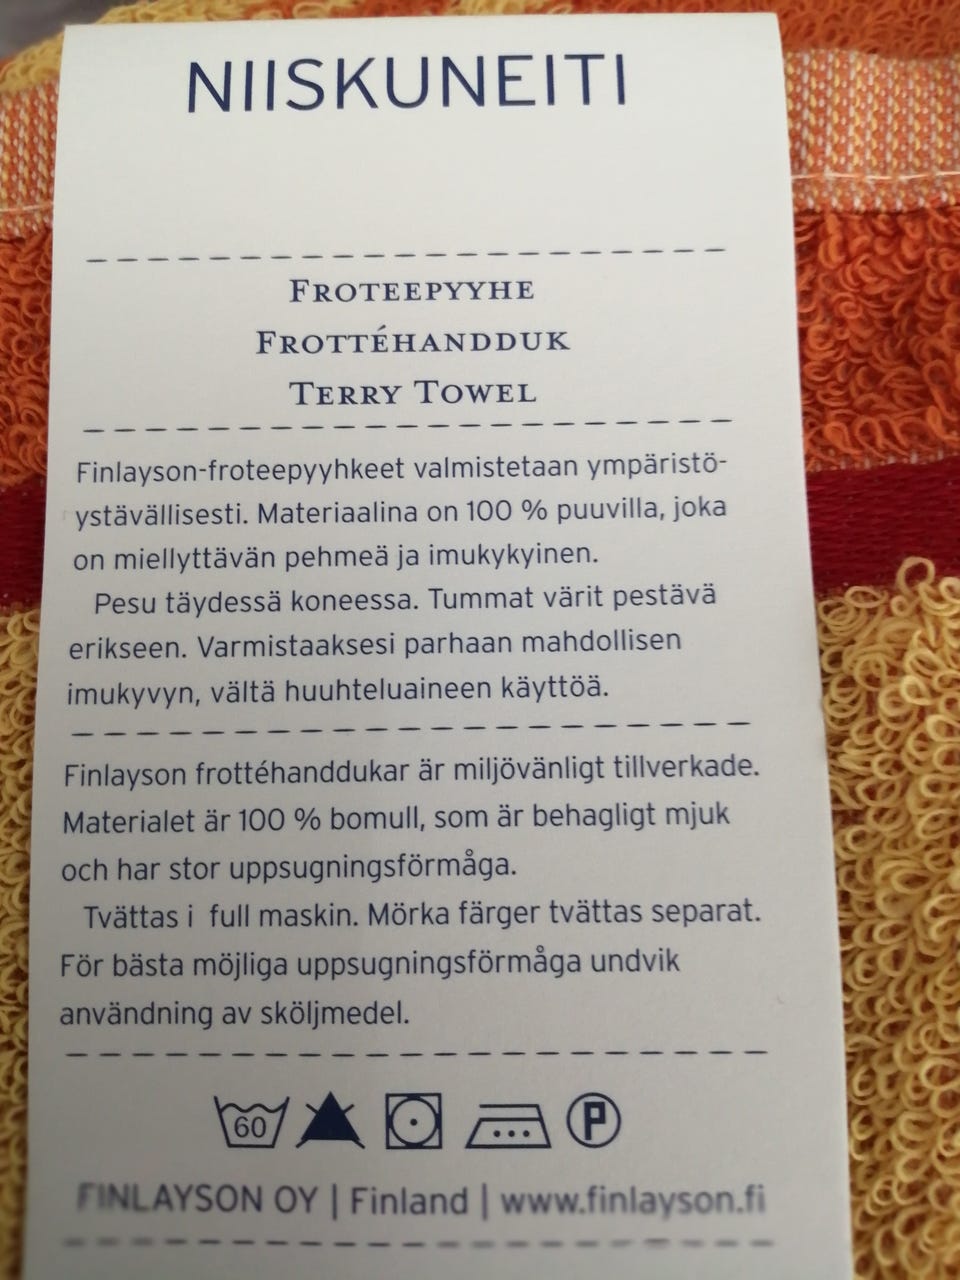 NIISKUNEITI
FROTEEPYYHE
FROTTÉHANDDUK
TERRY TOWEL
Finlayson-froteepyyhkeet valmistetaan ympäristö-
ystävällisesti. Materiaalina on 100 % puuvilla, joka
on miellyttävän pehmeä ja imukykyinen.
Pesu täydessä koneessa. Tummat värit pestävä
erikseen. Varmistaaksesi parhaan mahdollisen
imukyvyn, vältä huuhteluaineen käyttöä.
Finlayson frottéhanddukar är miljövänligt tillverkade.
Materialet är 100 % bomull, som är behagligt mjuk
och har stor uppsugningsförmåga.
Tvättas i full maskin. Mörka färger tvättas separat.
För bästa möjliga uppsugningsförmåga undvik
användning av sköljmedel.
60 P
FINLAYSON OY | Finland | www.finlayson.fi